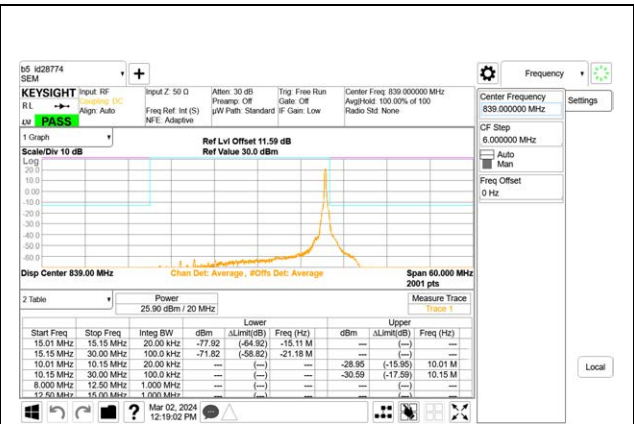 b5 id28774
SEM
Frequency
KEYSIGHT
RL
PASS
Input: RF
Coupling: DC
Align: Auto
Input Z: 50 Ω
Freq Ref: Int (S)
NFE: Adaptive
Atten: 30 dB
Preamp: Off
µW Path: Standard
Trig: Free Run
Gate: Off
IF Gain: Low
Center Freq: 839.000000 MHz
Avg|Hold: 100.00% of 100
Radio Std: None
Center Frequency
839.000000 MHz
Settings
CF Step
6.000000 MHz
Auto
Man
Freq Offset
0 Hz
1 Graph
Scale/Div 10 dB
Ref Lvl Offset 11.59 dB
Ref Value 30.0 dBm
Log
20.0
10.0
0.00
-10.0
-20.0
-30.0
-40.0
-50.0
-60.0
Disp Center 839.00 MHz
Chan Det: Average , #Offs Det: Average
Span 60.000 MHz
2001 pts
2 Table
Power
25.90 dBm / 20 MHz
Measure Trace
Trace 1
Lower Upper
Start Freq Stop Freq Integ BW dBm ΔLimit(dB) Freq (Hz) dBm ΔLimit(dB) Freq (Hz)
15.01 MHz 15.15 MHz 20.00 kHz -77.92 (-64.92) -15.11 M --- (---) ---
15.15 MHz 30.00 MHz 100.0 kHz -71.82 (-58.82) -21.18 M --- (---) ---
10.01 MHz 10.15 MHz 20.00 kHz --- (---) --- -28.95 (-15.95) 10.01 M
10.15 MHz 30.00 MHz 100.0 kHz --- (---) --- -30.59 (-17.59) 10.15 M
8.000 MHz 12.50 MHz 1.000 MHz --- (---) --- --- (---) ---
12.50 MHz 15.00 MHz 1.000 MHz --- (---) --- --- (---) ---
Local
?
Mar 02, 2024
12:19:02 PM